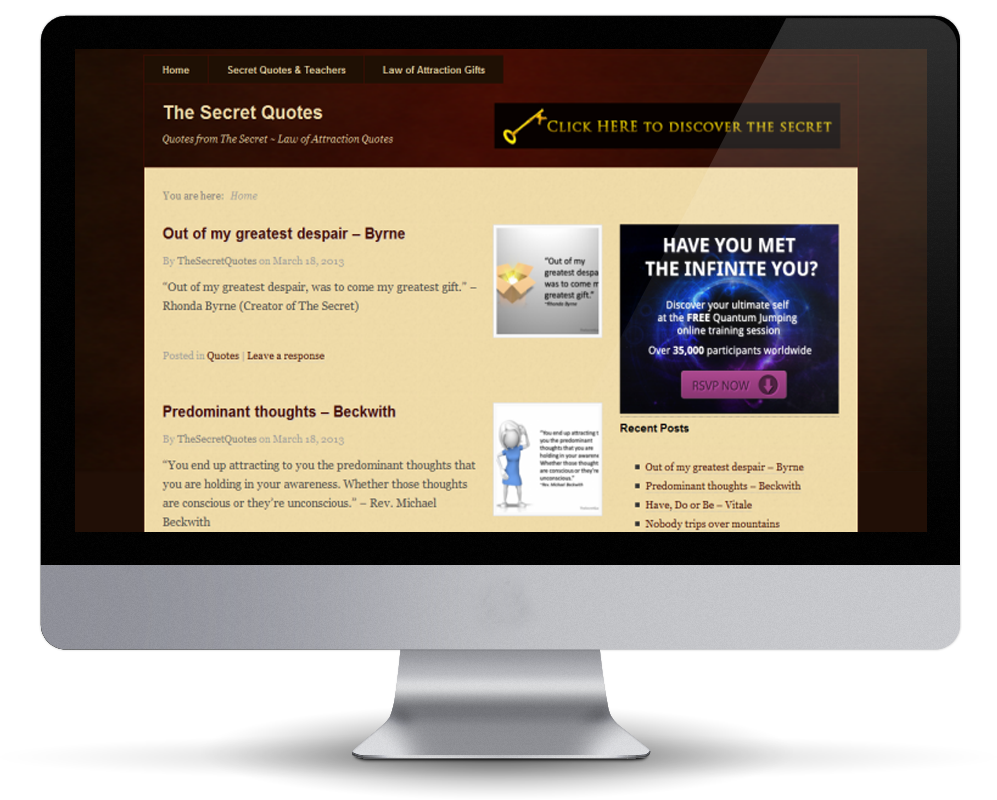 Home Secret Quotes & Teachers Law of Attraction Gifts
The Secret Quotes
Quotes from The Secret ~ Law of Attraction Quotes
CLICK HERE TO DISCOVER THE SECRET
You are here: Home
Out of my greatest despair – Byrne
By TheSecretQuotes on March 18, 2013
“Out of my greatest despair, was to come my greatest gift.” –
Rhonda Byrne (Creator of The Secret)
Posted in Quotes | Leave a response
"Out of my
greatest despa
was to come m
greatest gift."
~Rhonda Byrne
Predominant thoughts – Beckwith
By TheSecretQuotes on March 18, 2013
“You end up attracting to you the predominant thoughts that
you are holding in your awareness. Whether those thoughts
are conscious or they’re unconscious.” – Rev. Michael
Beckwith
"You end up attracting t
you the predominant
thoughts that you are
holding in your awarene
Whether those thought
are conscious or they're
unconscious."
~Rev. Michael Beckwith
HAVE YOU MET
THE INFINITE YOU?
Discover your ultimate self
at the FREE Quantum Jumping
online training session
Over 35,000 participants worldwide
RSVP NOW
Recent Posts
Out of my greatest despair – Byrne
Predominant thoughts – Beckwith
Have, Do or Be – Vitale
Nobody trips over mountains